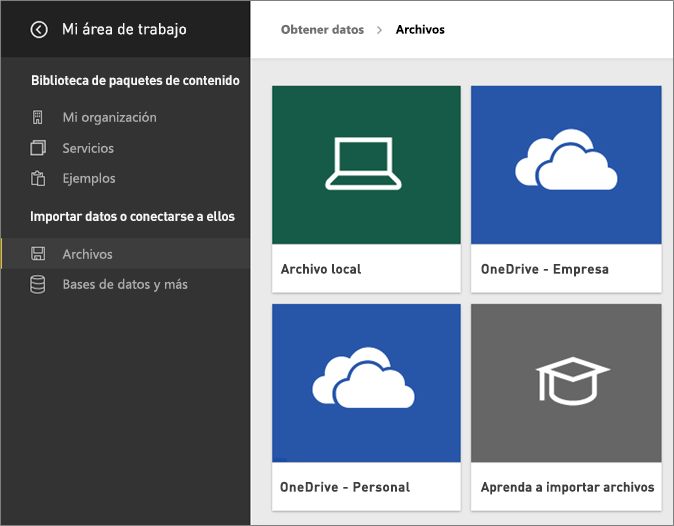 Mi área de trabajo
Obtener datos > Archivos
Biblioteca de paquetes de contenido
Mi organización
Servicios
Ejemplos
Importar datos o conectarse a ellos
Archivos
Bases de datos y más
Archivo local
OneDrive - Empresa
OneDrive - Personal
Aprenda a importar archivos